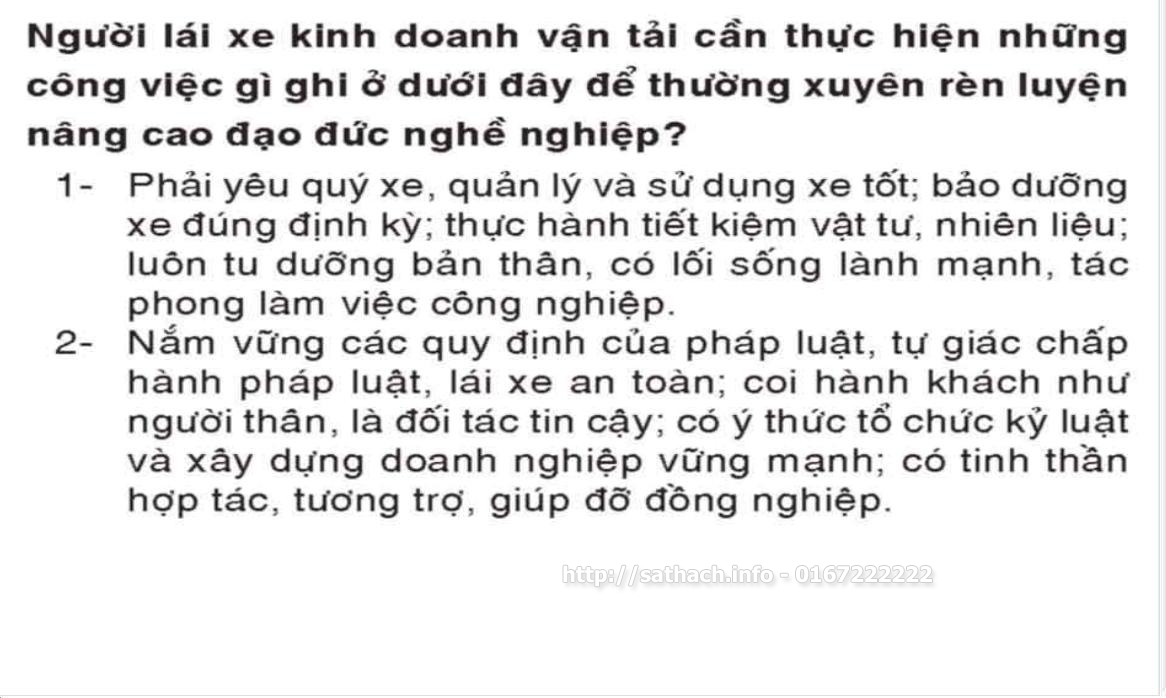 Người lái xe kinh doanh vận tải cần thực hiện những
công việc gì ghi ở dưới đây để thường xuyên rèn luyện
nâng cao đạo đức nghề nghiệp?
1- Phải yêu quý xe, quản lý và sử dụng xe tốt; bảo dưỡng
xe đúng định kỳ; thực hành tiết kiệm vật tư, nhiên liệu;
luôn tu dưỡng bản thân, có lối sống lành mạnh, tác
phong làm việc công nghiệp.
2- Nắm vững các quy định của pháp luật, tự giác chấp
hành pháp luật, lái xe an toàn; coi hành khách như
người thân, là đối tác tin cậy; có ý thức tổ chức kỷ luật
và xây dựng doanh nghiệp vững mạnh; có tinh thần
hợp tác, tương trợ, giúp đỡ đồng nghiệp.
http://sathach.info - 0167222222